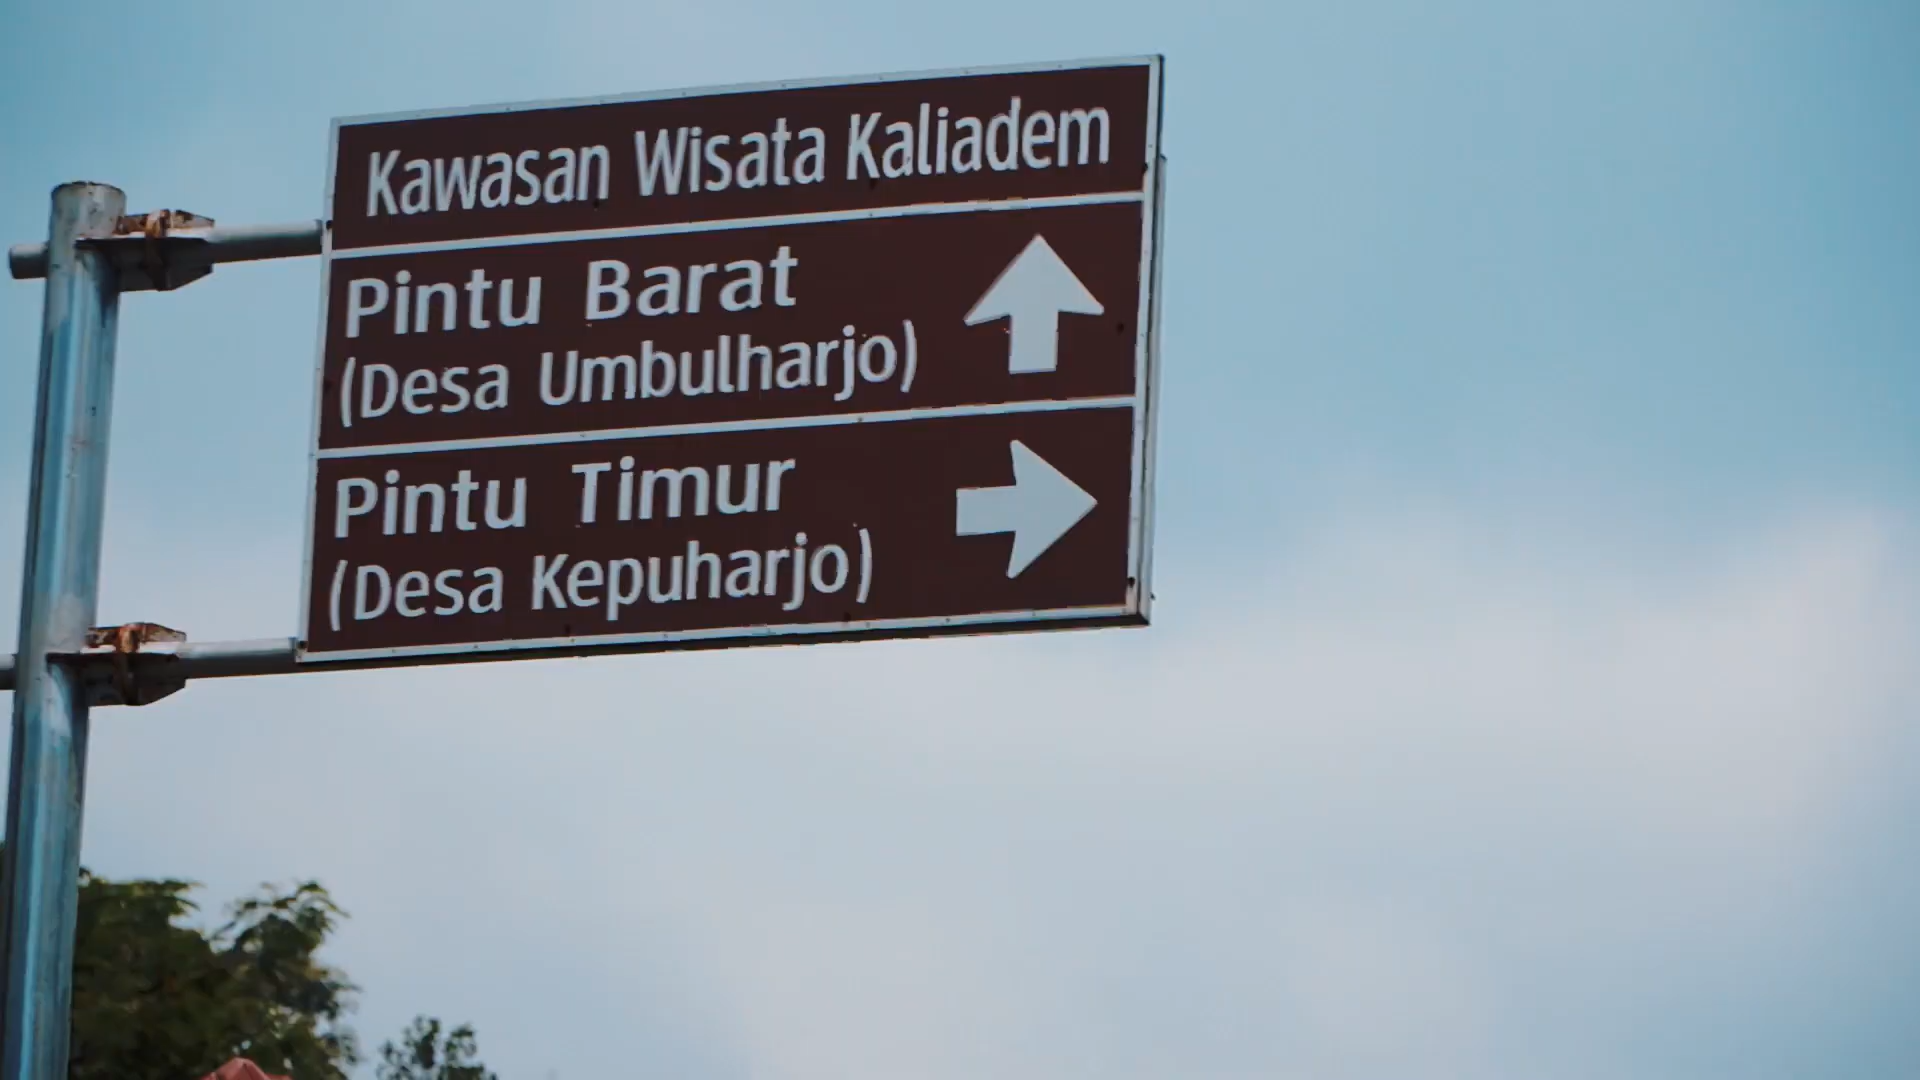 Kawasan Wisata Kaliadem
Pintu Barat
(Desa Umbulharjo)
Pintu Timur
(Desa Kepuharjo)